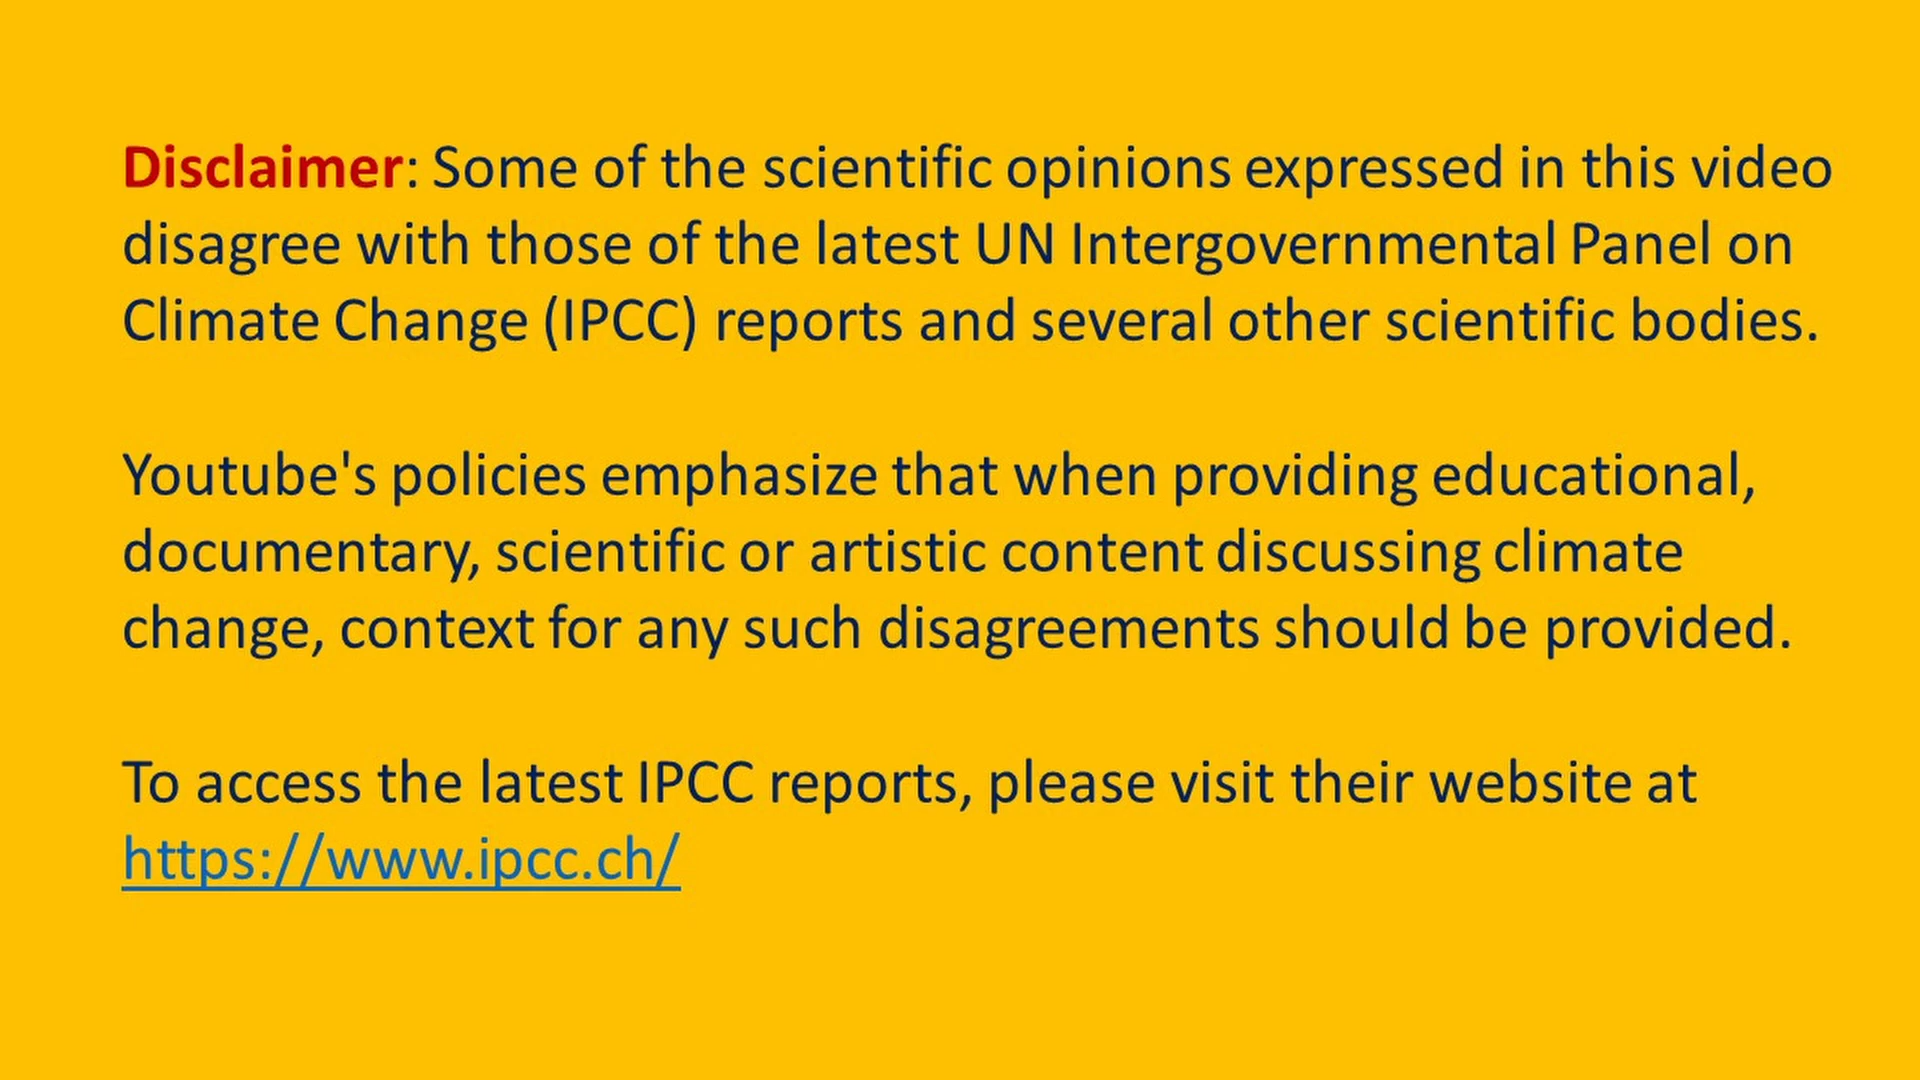 Disclaimer: Some of the scientific opinions expressed in this video
disagree with those of the latest UN Intergovernmental Panel on
Climate Change (IPCC) reports and several other scientific bodies.
Youtube's policies emphasize that when providing educational,
documentary, scientific or artistic content discussing climate
change, context for any such disagreements should be provided.
To access the latest IPCC reports, please visit their website at
https://www.ipcc.ch/